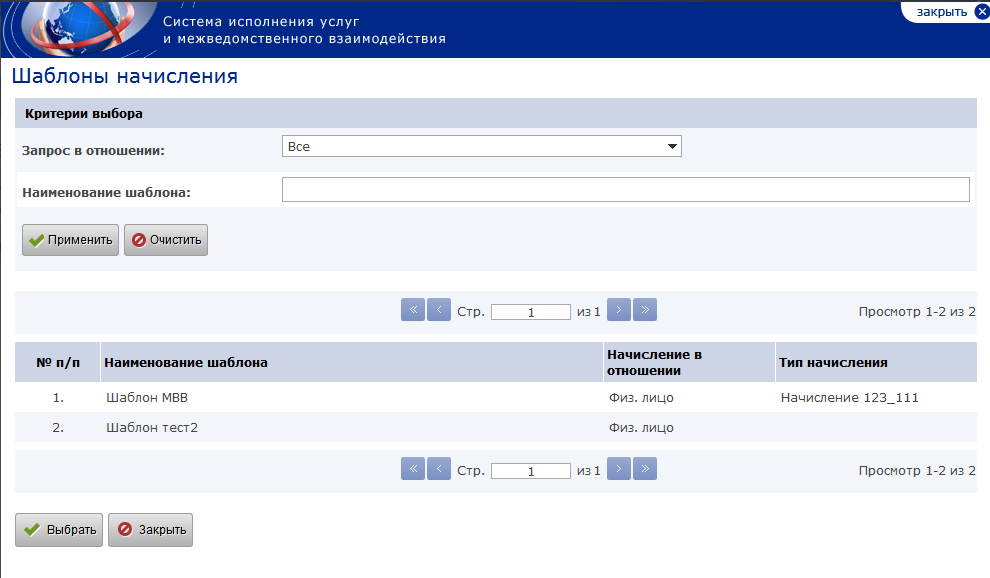 закрыть
Система исполнения услуг
и межведомственного взаимодействия
Шаблоны начисления
Критерии выбора
Запрос в отношении: Все
Наименование шаблона:
Применить Очистить
« ‹ Стр. 1 из 1 › » Просмотр 1-2 из 2
№ п/п Наименование шаблона Начисление в отношении Тип начисления
1. Шаблон МВВ Физ. лицо Начисление 123_111
2. Шаблон тест2 Физ. лицо
« ‹ Стр. 1 из 1 › » Просмотр 1-2 из 2
Выбрать Закрыть